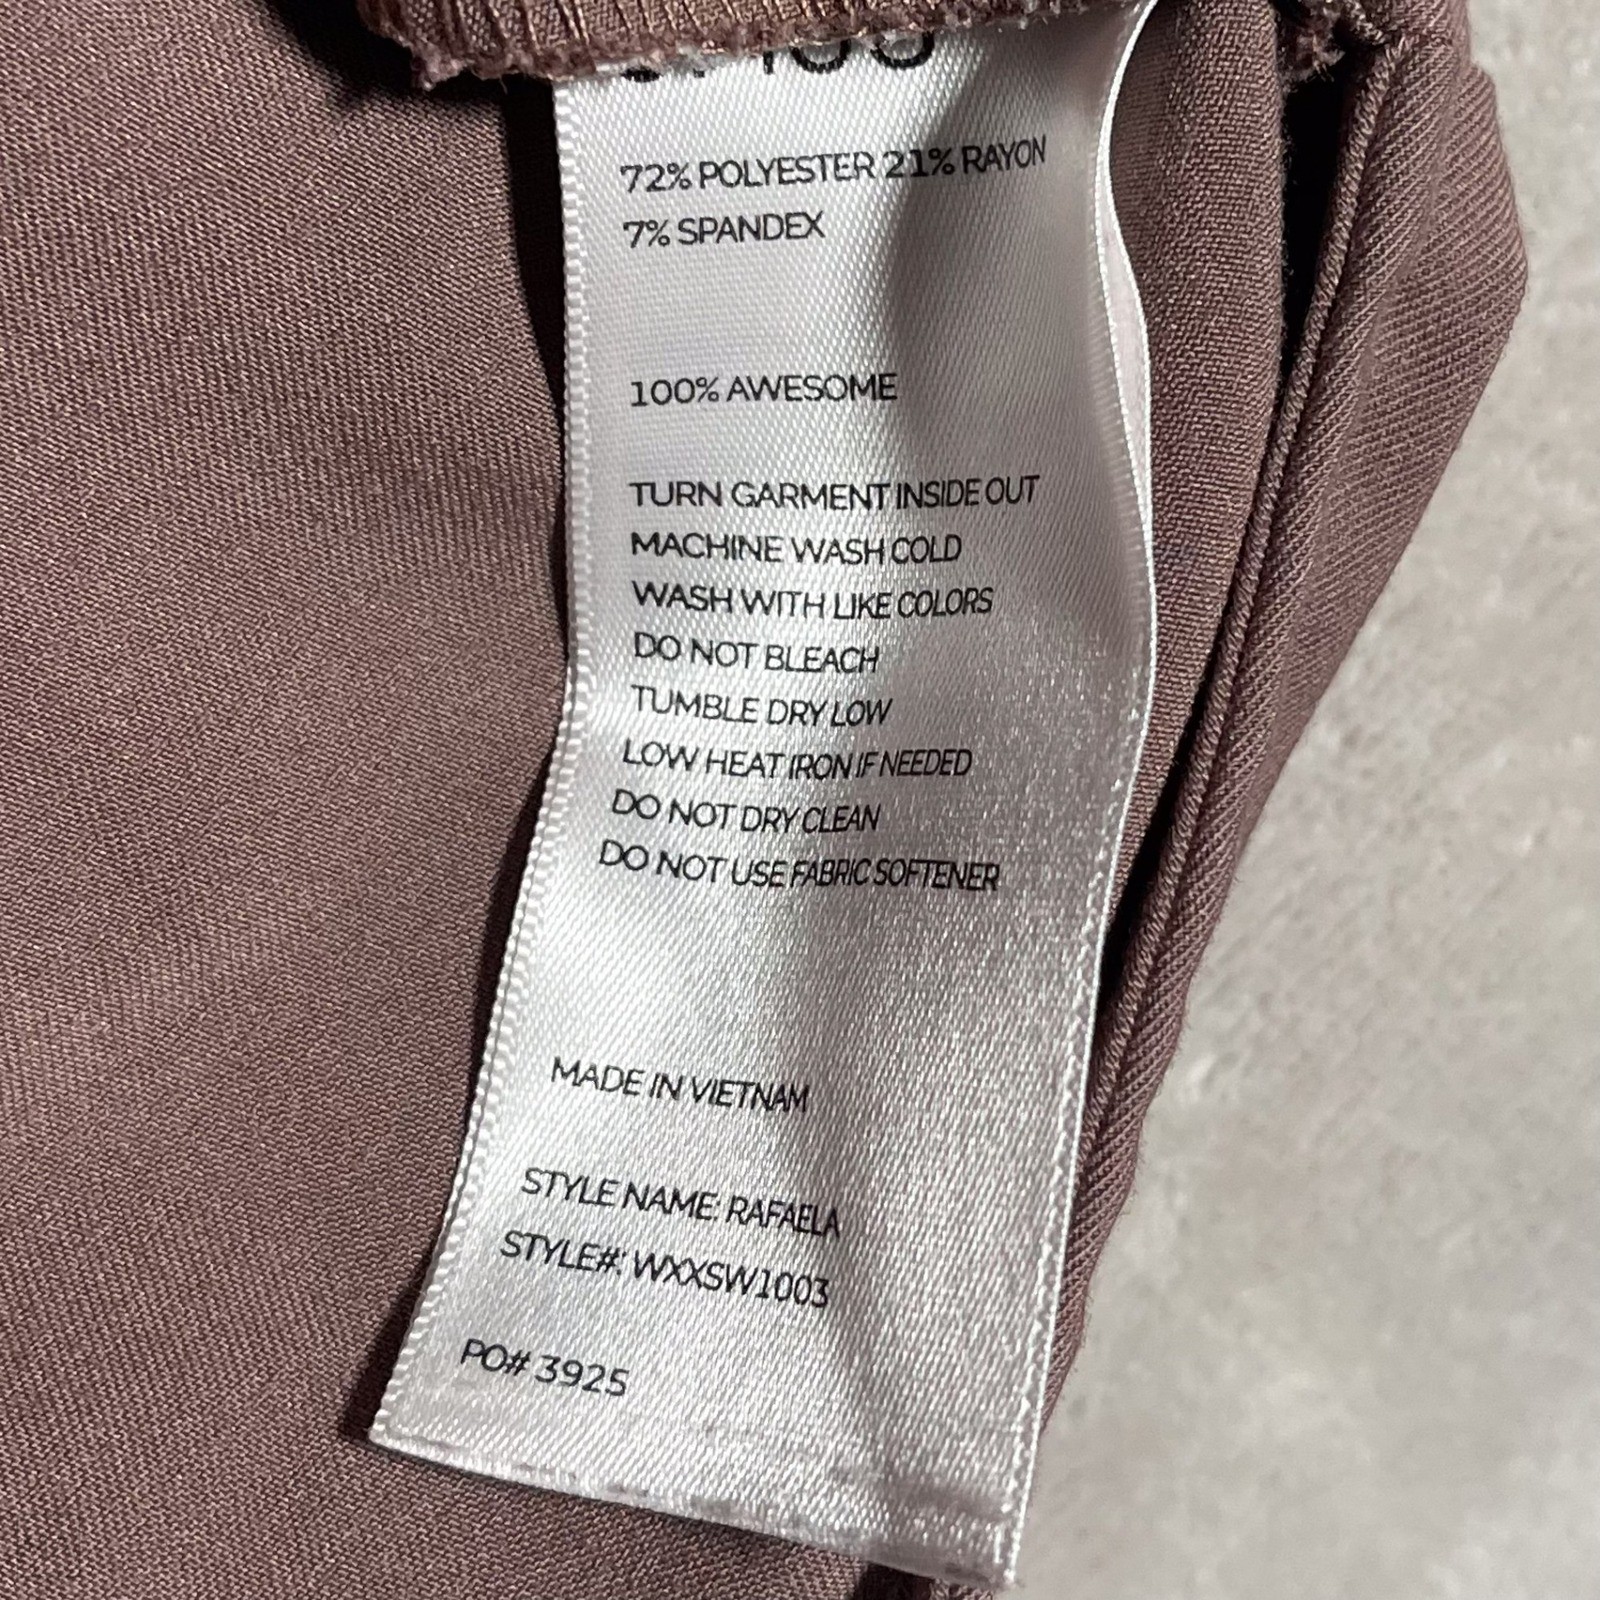 72% POLYESTER 21% RAYON
7% SPANDEX
100% AWESOME
TURN GARMENT INSIDE OUT
MACHINE WASH COLD
WASH WITH LIKE COLORS
DO NOT BLEACH
TUMBLE DRY LOW
LOW HEAT IRON IF NEEDED
DO NOT DRY CLEAN
DO NOT USE FABRIC SOFTENER
MADE IN VIETNAM
STYLE NAME: RAFAELA
STYLE#: WXXSW1003
PO# 3925